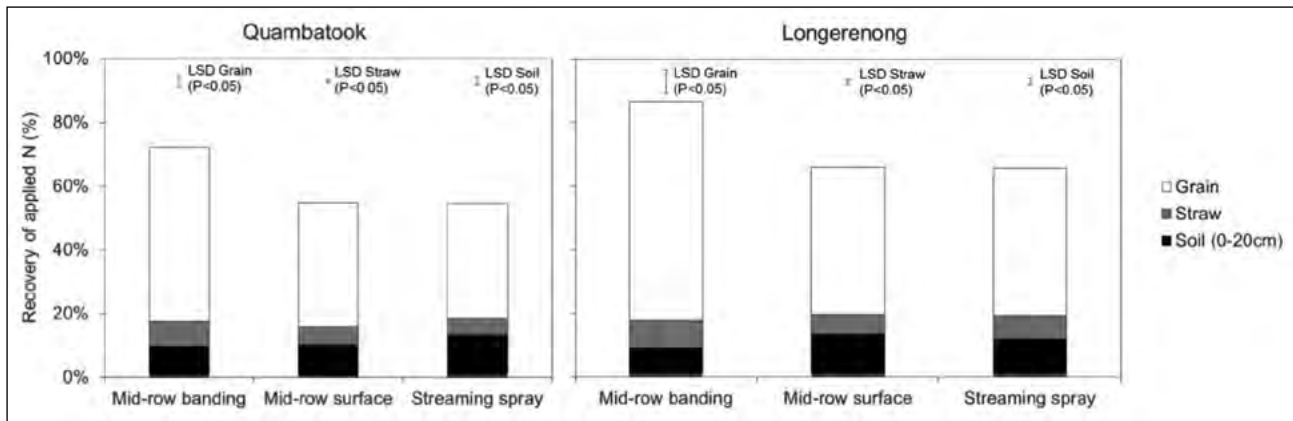 Quambatook
Longerenong
Recovery of applied N (%)
100%
80%
60%
40%
20%
0%
LSD Grain
(P<0.05)
LSD Straw
(P<0.05)
LSD Soil
(P<0.05)
LSD Grain
(P<0.05)
LSD Straw
(P<0.05)
LSD Soil
(P<0.05)
Grain
Straw
Soil (0-20cm)
Mid-row banding
Mid-row surface
Streaming spray
Mid-row banding
Mid-row surface
Streaming spray